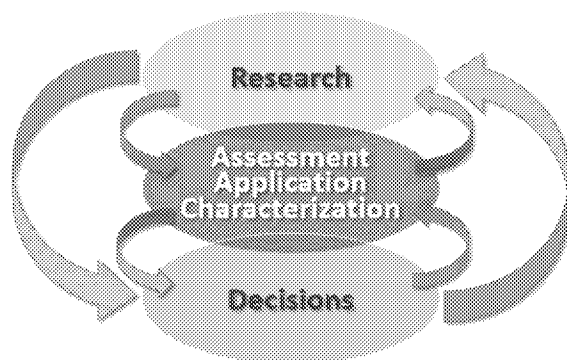 Research
Assessment
Application
Characterization
Decisions